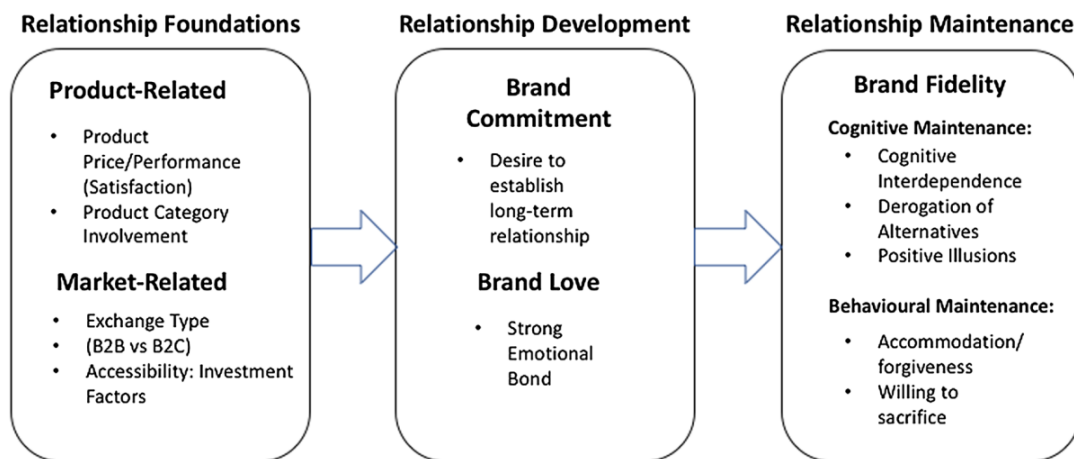 Relationship Foundations
Product-Related
• Product
Price/Performance
(Satisfaction)
• Product Category
Involvement
Market-Related
• Exchange Type
• (B2B vs B2C)
• Accessibility: Investment
Factors
Relationship Development
Brand
Commitment
• Desire to
establish
long-term
relationship
Brand Love
• Strong
Emotional
Bond
Relationship Maintenance
Brand Fidelity
Cognitive Maintenance:
• Cognitive
Interdependence
• Derogation of
Alternatives
• Positive Illusions
Behavioural Maintenance:
• Accommodation/
forgiveness
• Willing to
sacrifice